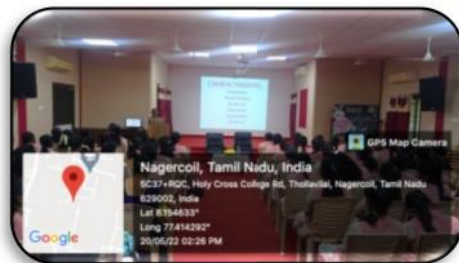 CHARACTERISTICS
GPS Map Camera
Nagercoil, Tamil Nadu, India
5C37+RQC, Holy Cross College Rd, Thollavilai, Nagercoil, Tamil Nadu
629002, India
Lat 8.154633°
Long 77.414292°
20/05/22 02:26 PM
Google